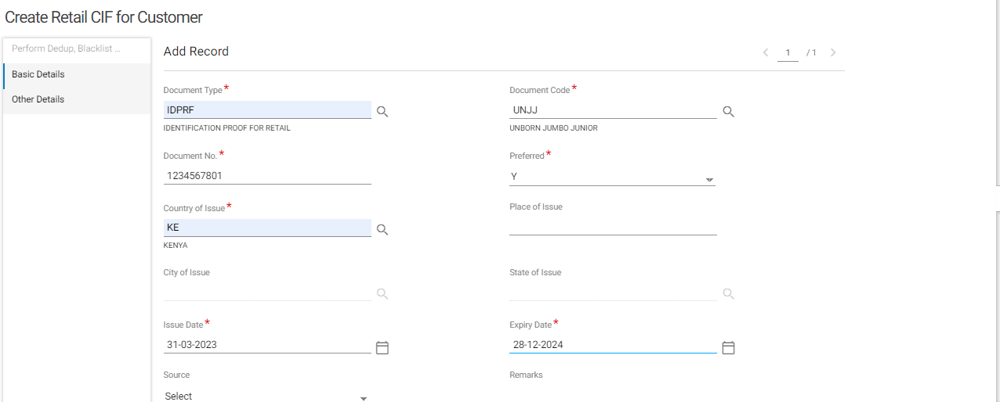 Create Retail CIF for Customer
Perform Dedup, Blacklist ...
Basic Details
Other Details
Add Record
1 / 1
Document Type *
IDPRF
IDENTIFICATION PROOF FOR RETAIL
Document Code *
UNJJ
UNBORN JUMBO JUNIOR
Document No. *
1234567801
Preferred *
Y
Country of Issue *
KE
KENYA
Place of Issue
City of Issue
State of Issue
Issue Date *
31-03-2023
Expiry Date *
28-12-2024
Source
Select
Remarks